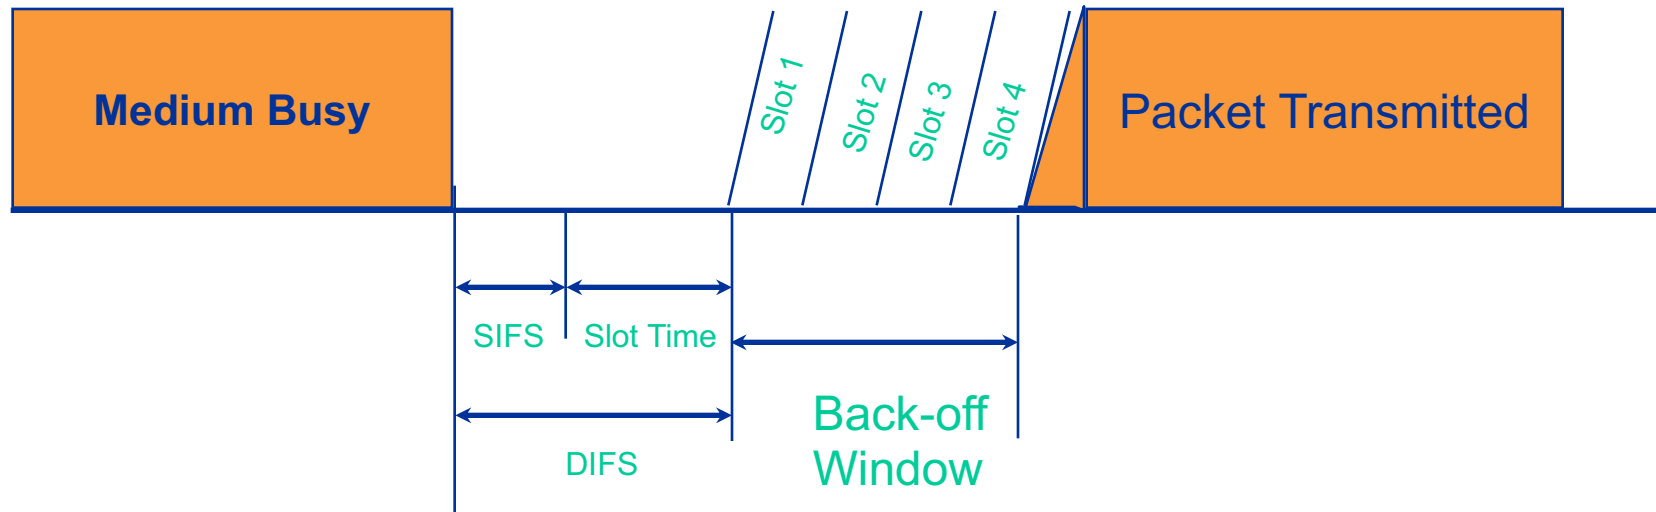 Medium Busy
Slot 1
Slot 2
Slot 3
Slot 4
Packet Transmitted
SIFS
Slot Time
Back-off
Window
DIFS